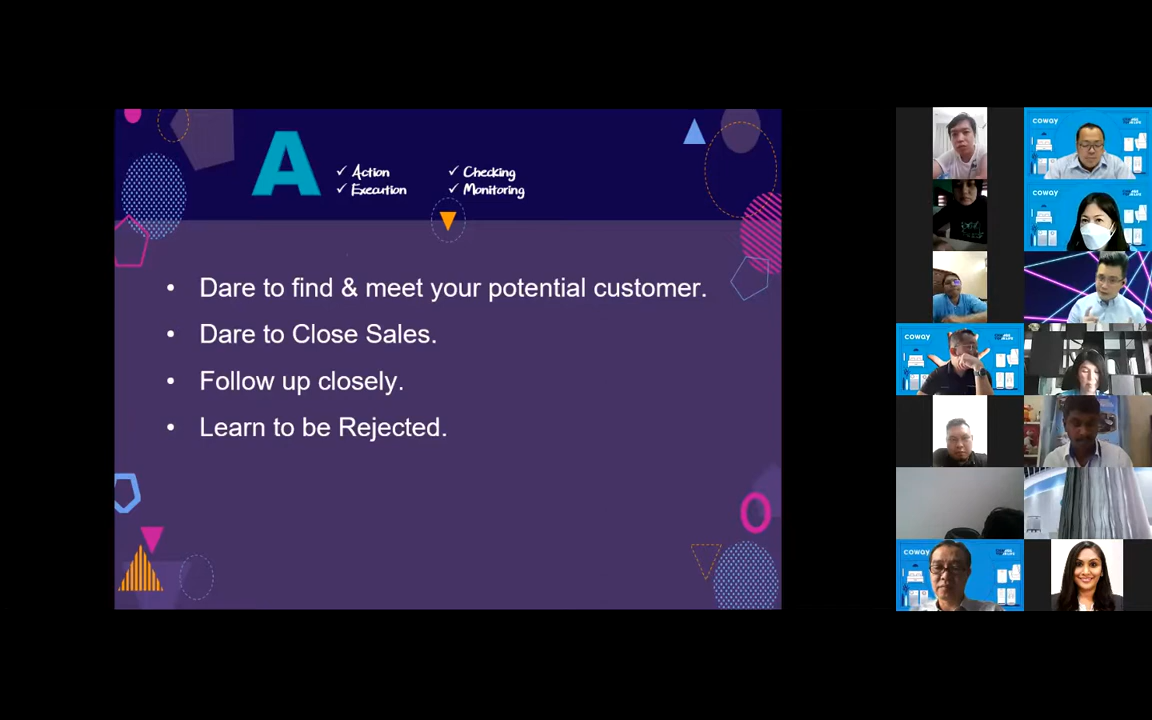 A
✓ Action ✓ Checking
✓ Execution ✓ Monitoring
• Dare to find & meet your potential customer.
• Dare to Close Sales.
• Follow up closely.
• Learn to be Rejected.
coway
coway
coway
coway